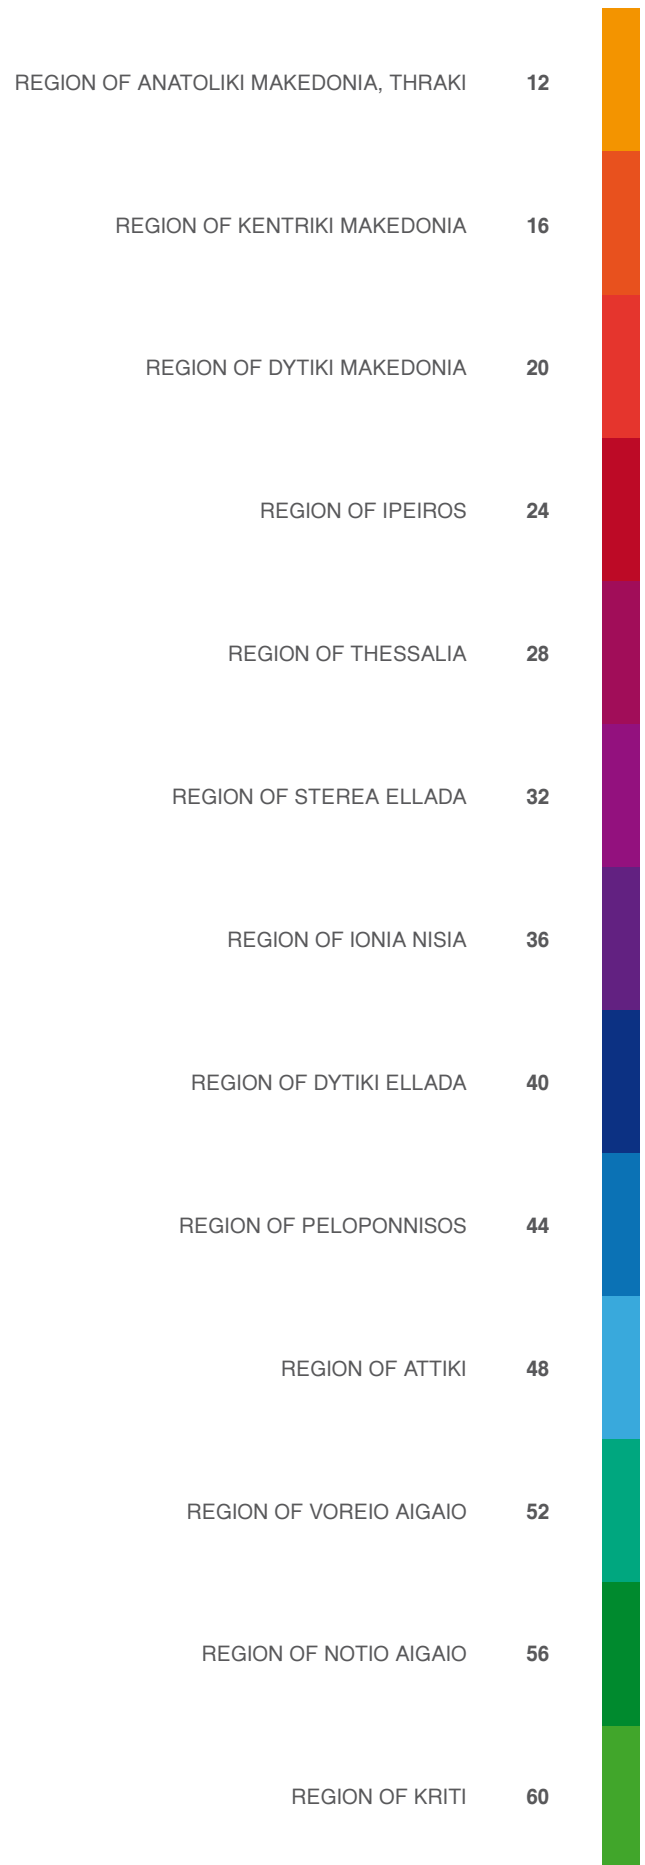 REGION OF ANATOLIKI MAKEDONIA, THRAKI 12
REGION OF KENTRIKI MAKEDONIA 16
REGION OF DYTIKI MAKEDONIA 20
REGION OF IPEIROS 24
REGION OF THESSALIA 28
REGION OF STEREA ELLADA 32
REGION OF IONIA NISIA 36
REGION OF DYTIKI ELLADA 40
REGION OF PELOPONNISOS 44
REGION OF ATTIKI 48
REGION OF VOREIO AIGAIO 52
REGION OF NOTIO AIGAIO 56
REGION OF KRITI 60